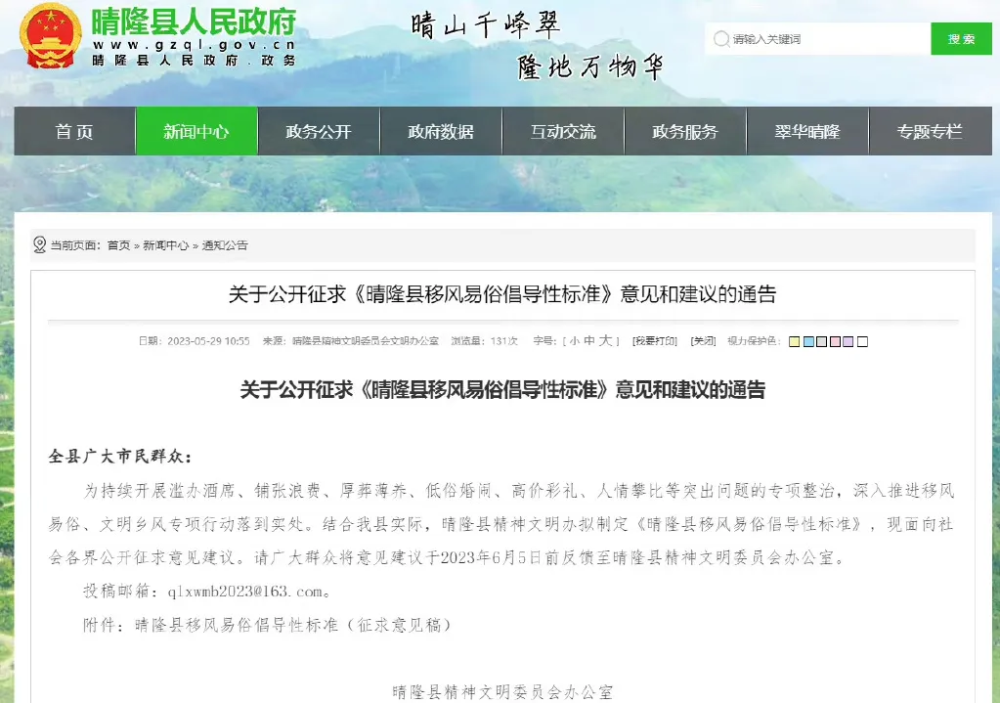 晴隆县人民政府
www.gzql.gov.cn
晴隆县人民政府.政务
晴山千峰翠
隆地万物华
请输入关键词
搜索
首页 新闻中心 政务公开 政府数据 互动交流 政务服务 翠华晴隆 专题专栏
当前页面：首页 » 新闻中心 » 通知公告
关于公开征求《晴隆县移风易俗倡导性标准》意见和建议的通告
日期：2023-05-29 10:55 来源：晴隆县精神文明委员会文明办公室 浏览量：131次 字号：[ 小 中 大 ] [我要打印] [关闭] 视力保护色：
关于公开征求《晴隆县移风易俗倡导性标准》意见和建议的通告
全县广大市民群众：
为持续开展滥办酒席、铺张浪费、厚葬薄养、低俗婚闹、高价彩礼、人情攀比等突出问题的专项整治，深入推进移风
易俗、文明乡风专项行动落到实处。结合我县实际，晴隆县精神文明办拟制定《晴隆县移风易俗倡导性标准》，现面向社
会各界公开征求意见建议。请广大群众将意见建议于2023年6月5日前反馈至晴隆县精神文明委员会办公室。
投稿邮箱：qlxwmb2023@163.com。
附件：晴隆县移风易俗倡导性标准（征求意见稿）
晴隆县精神文明委员会办公室